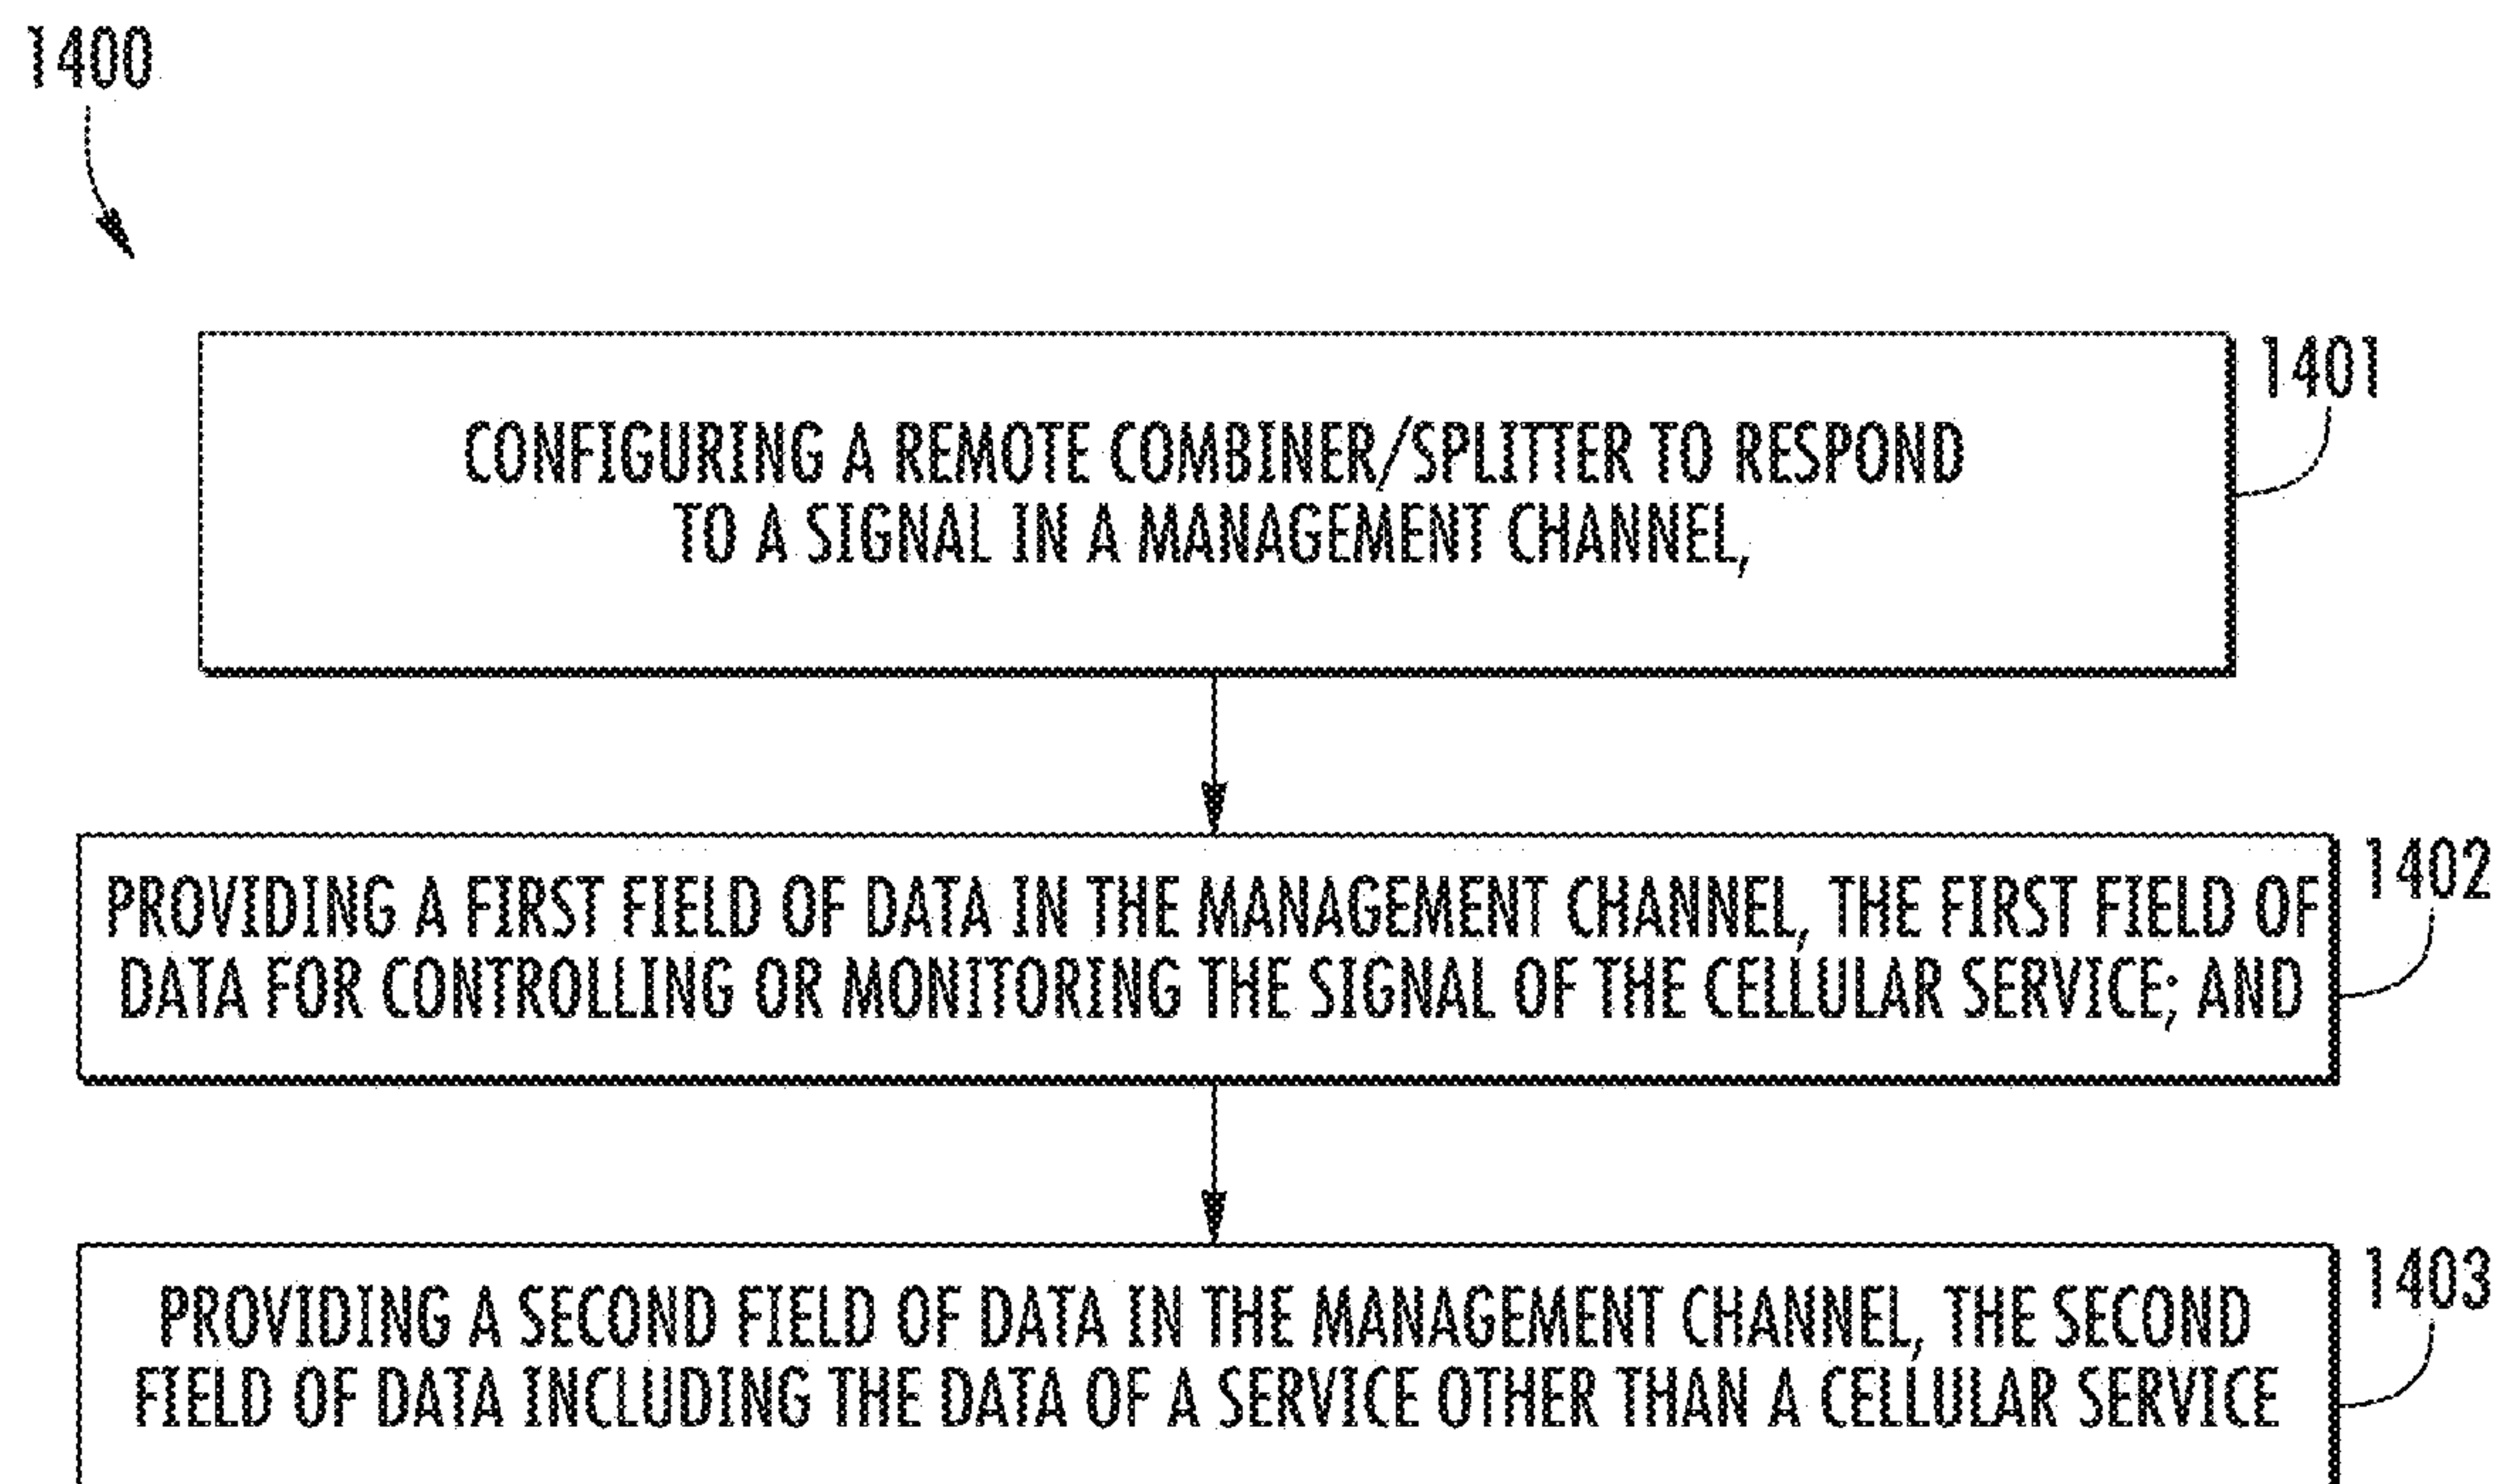 1400
CONFIGURING A REMOTE COMBINER/SPLITTER TO RESPOND
TO A SIGNAL IN A MANAGEMENT CHANNEL,
1401
PROVIDING A FIRST FIELD OF DATA IN THE MANAGEMENT CHANNEL, THE FIRST FIELD OF
DATA FOR CONTROLLING OR MONITORING THE SIGNAL OF THE CELLULAR SERVICE; AND
1402
PROVIDING A SECOND FIELD OF DATA IN THE MANAGEMENT CHANNEL, THE SECOND
FIELD OF DATA INCLUDING THE DATA OF A SERVICE OTHER THAN A CELLULAR SERVICE
1403